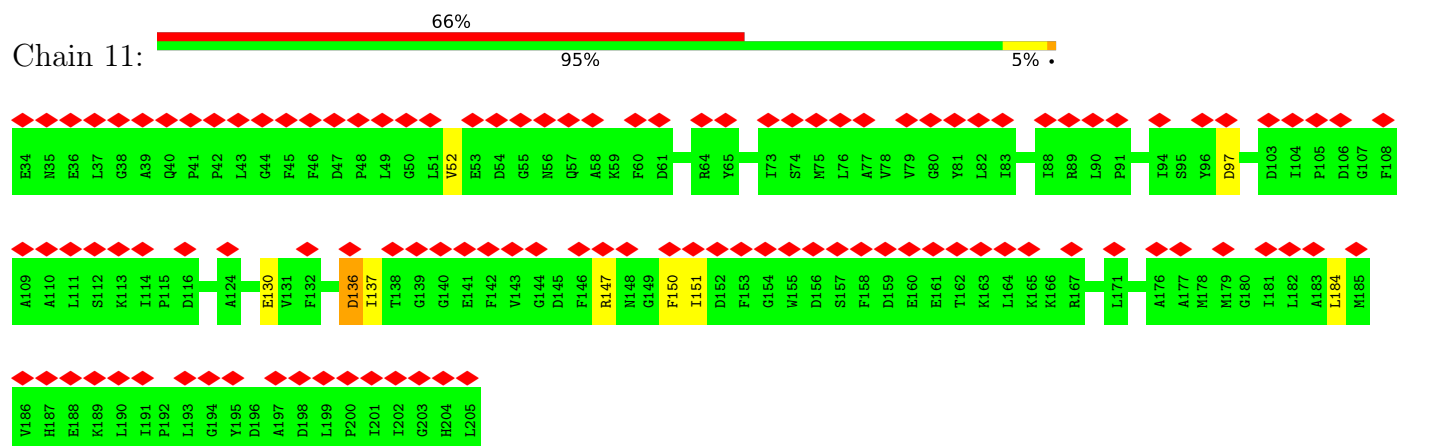 66%
Chain 11:
95% 5% •
E34 N35 E36 L37 G38 A39 Q40 P41 P42 L43 G44 F45 F46 D47 P48 L49 G50 L51 V52 E53 D54 G55 N56 Q57 A58 K59 F60 D61 R64 Y65 I73 S74 M75 L76 A77 V78 V79 G80 Y81 L82 I83 I88 R89 L90 P91 I94 S95 Y96 D97 D103 I104 P105 D106 G107 F108
A109 A110 L111 S112 K113 I114 P115 D116 A124 E130 V131 F132 D136 I137 T138 G139 G140 E141 F142 V143 G144 D145 F146 R147 N148 G149 F150 I151 D152 F153 G154 W155 D156 S157 F158 D159 E160 E161 T162 K163 L164 K165 K166 R167 L171 A176 A177 M178 M179 G180 I181 L182 A183 L184 M185
V186 H187 E188 K189 L190 I191 P192 L193 G194 Y195 D196 A197 D198 L199 P200 I201 I202 G203 H204 L205